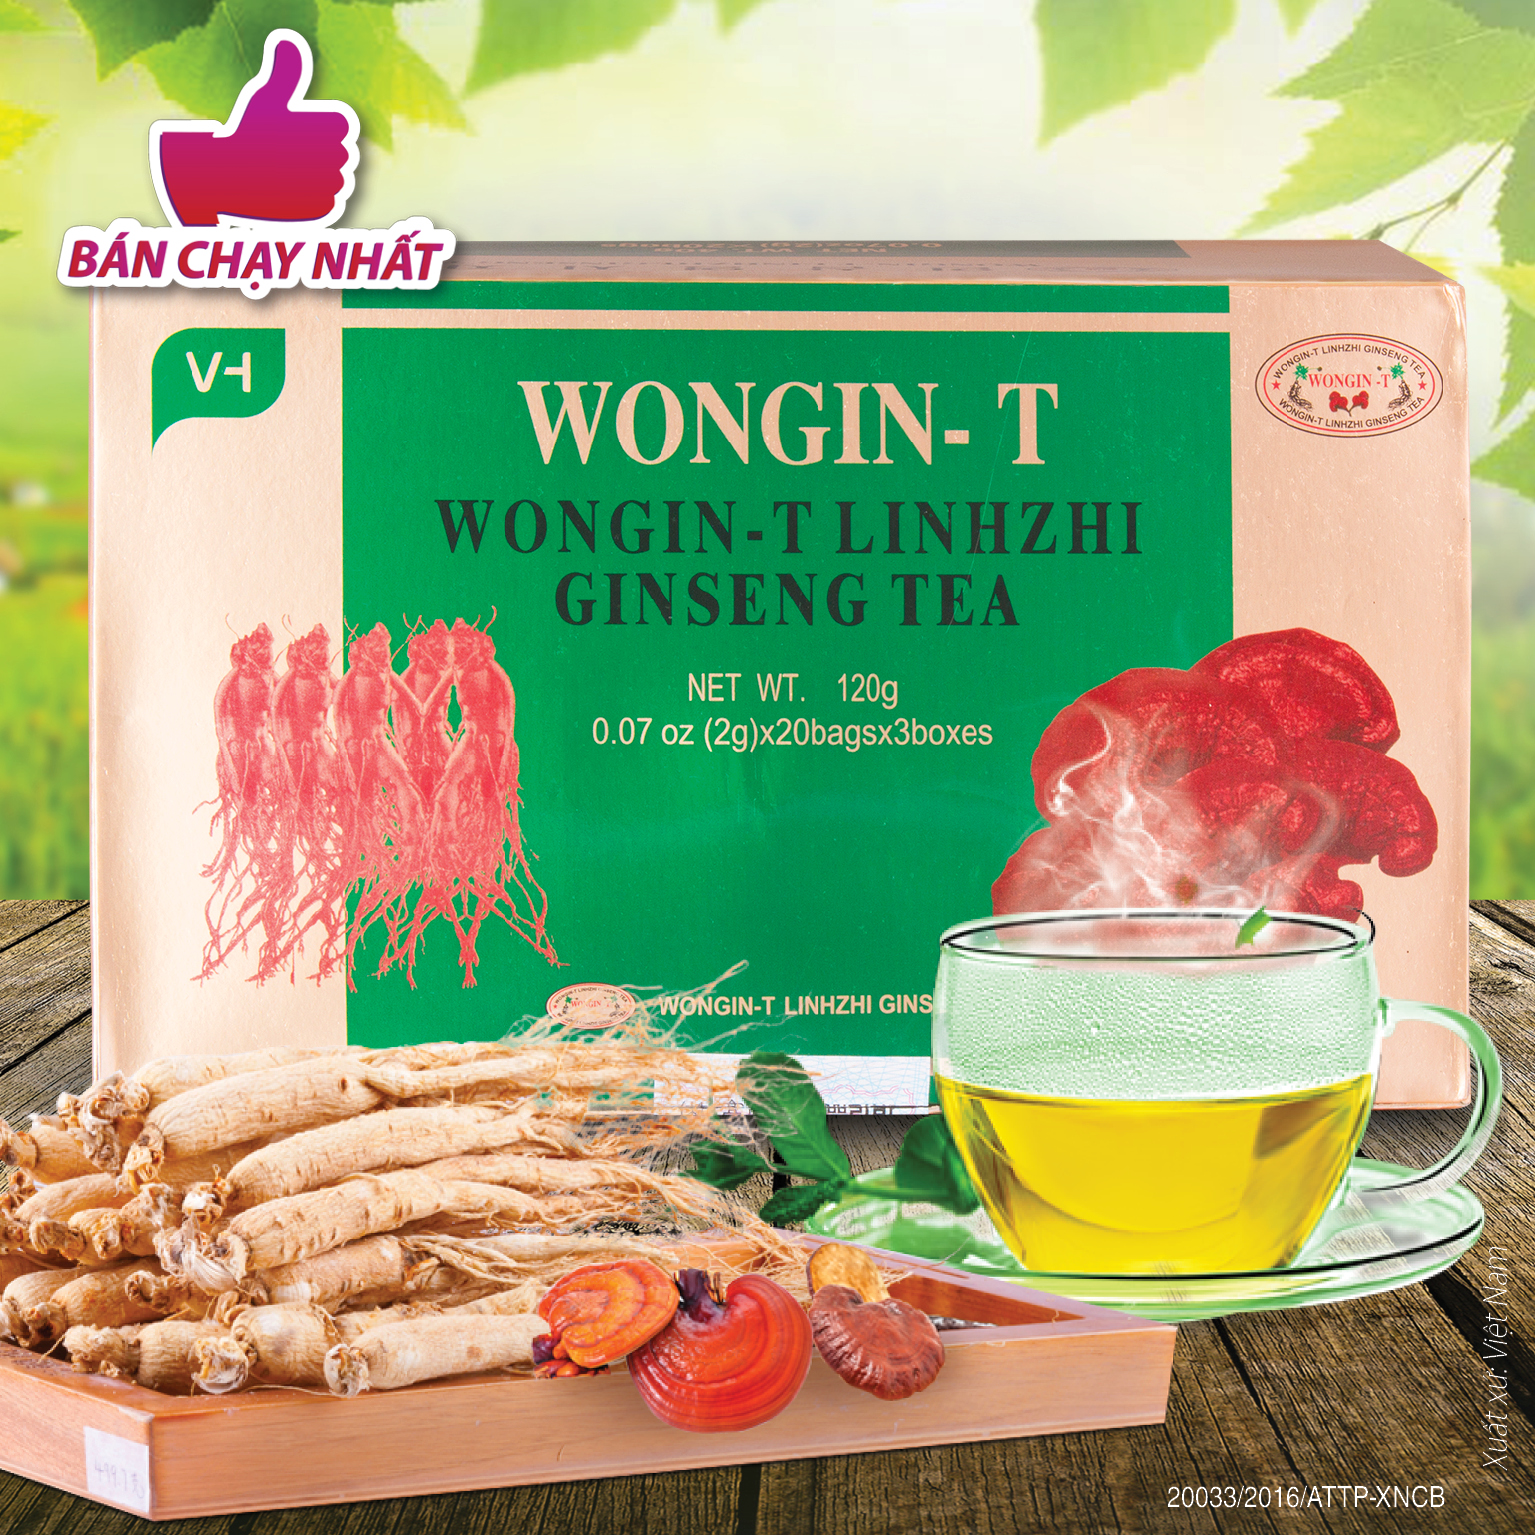 BÁN CHẠY NHẤT
VH
WONGIN-T LINHZHI GINSENG TEA
WONGIN -T
WONGIN-T LINHZHI GINSENG TEA
WONGIN- T
WONGIN-T LINHZHI
GINSENG TEA
NET WT. 120g
0.07 oz (2g)x20bagsx3boxes
WONGIN-T
WONGIN-T LINHZHI GINS
Xuất xứ: Việt Nam
20033/2016/ATTP-XNCB